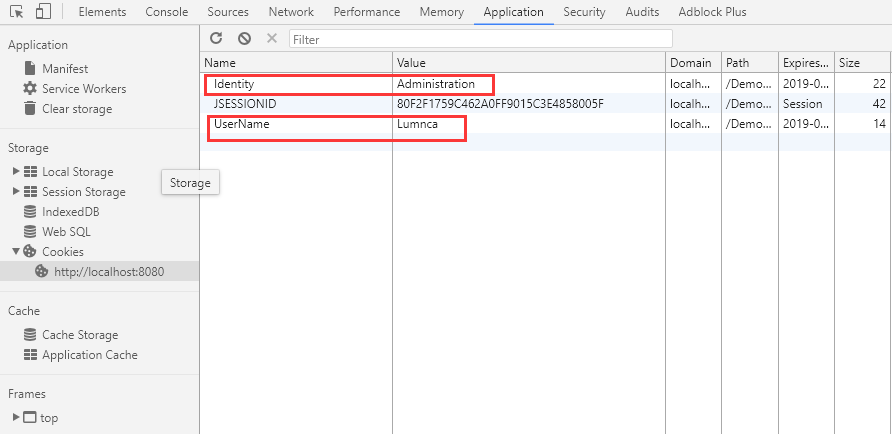 Elements Console Sources Network Performance Memory Application Security Audits Adblock Plus
Application
Manifest
Service Workers
Clear storage
Storage
Local Storage
Session Storage
IndexedDB
Web SQL
Cookies
http://localhost:8080
Cache
Cache Storage
Application Cache
Frames
top
Storage
Filter
Name Value Domain Path Expires... Size
Identity Administration localh... /Demo... 2019-0... 22
JSESSIONID 80F2F1759C462A0FF9015C3E4858005F localh... /Demo... Session 42
UserName Lumnca localh... /Demo... 2019-0... 14